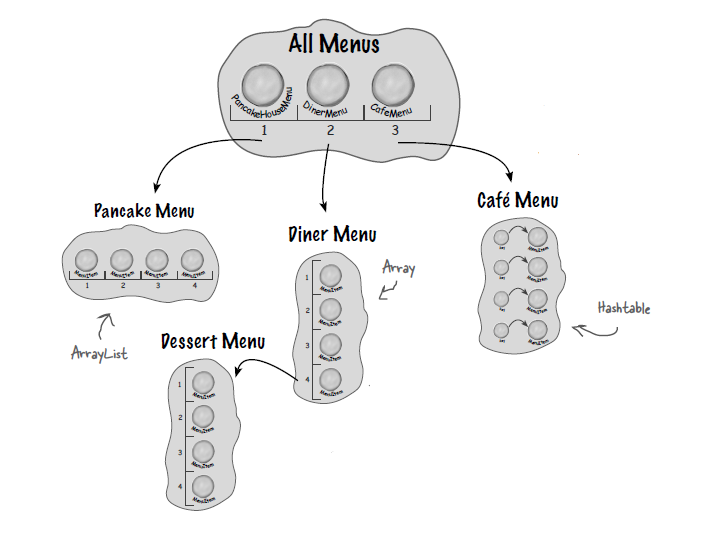 All Menus
PancakeHouseMenu DinerMenu CafeMenu
1 2 3
Pancake Menu
MenuItem MenuItem MenuItem MenuItem
1 2 3 4
ArrayList
Diner Menu
1 MenuItem
2 MenuItem
3 MenuItem
4 MenuItem
Array
Café Menu
key MenuItem
key MenuItem
key MenuItem
key MenuItem
Hashtable
Dessert Menu
1 MenuItem
2 MenuItem
3 MenuItem
4 MenuItem